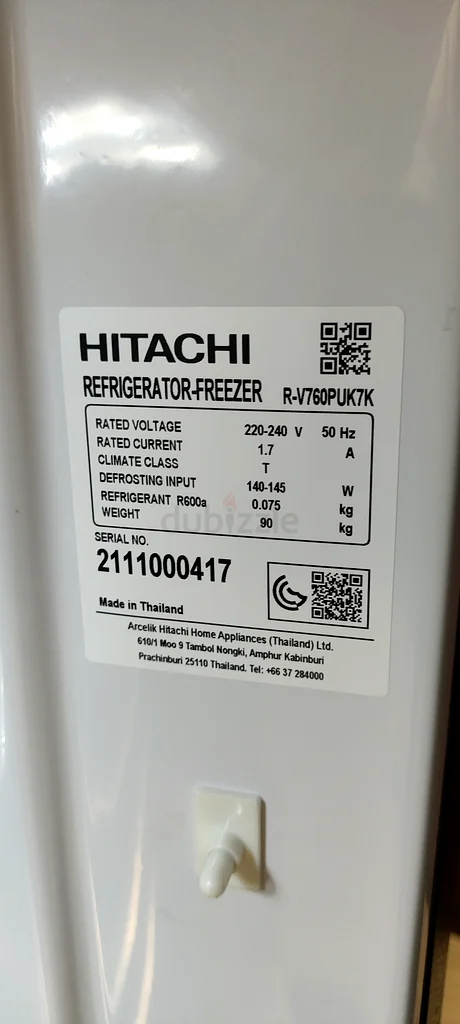 HITACHI
REFRIGERATOR-FREEZER R-V760PUK7K
RATED VOLTAGE 220-240 V 50 Hz
RATED CURRENT 1.7 A
CLIMATE CLASS T
DEFROSTING INPUT 140-145 W
REFRIGERANT R600a 0.075 kg
WEIGHT 90 kg
dubizzle
SERIAL NO.
2111000417
Made in Thailand
Arcelik Hitachi Home Appliances (Thailand) Ltd.
610/1 Moo 9 Tambol Nongki, Amphur Kabinburi
Prachinburi 25110 Thailand. Tel: +66 37 284000